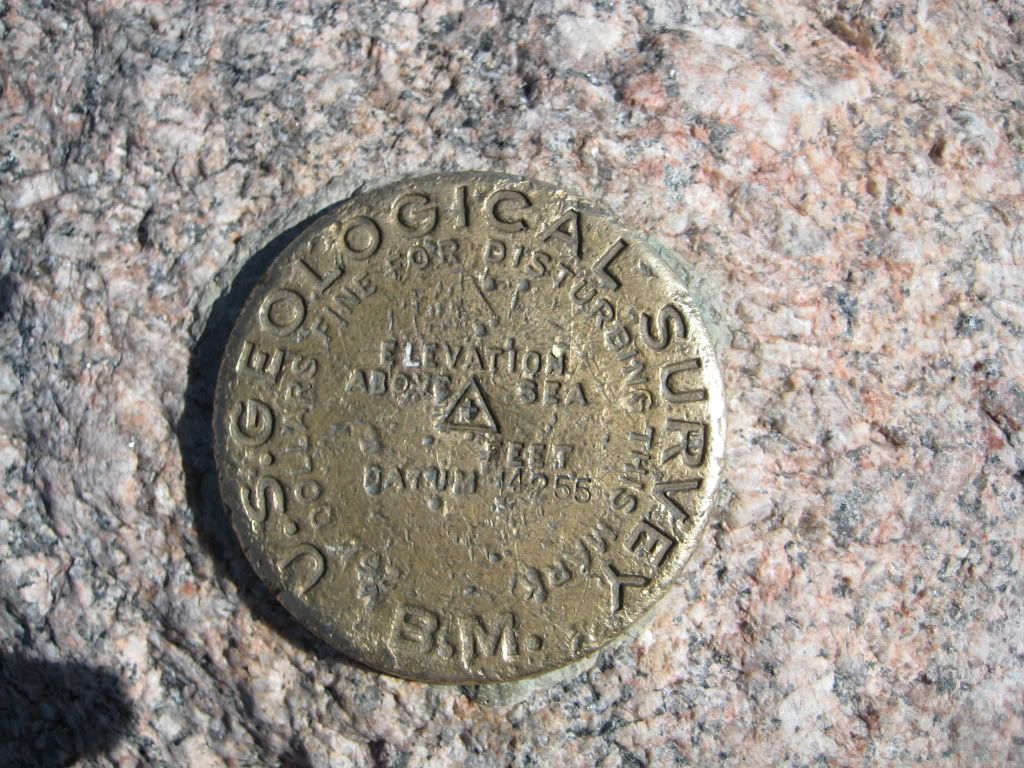 U.S. GEOLOGICAL SURVEY
DOLLARS FINE FOR DISTURBING THIS MARK
ELEVATION
ABOVE SEA
FEET
DATUM 14255
B.M.